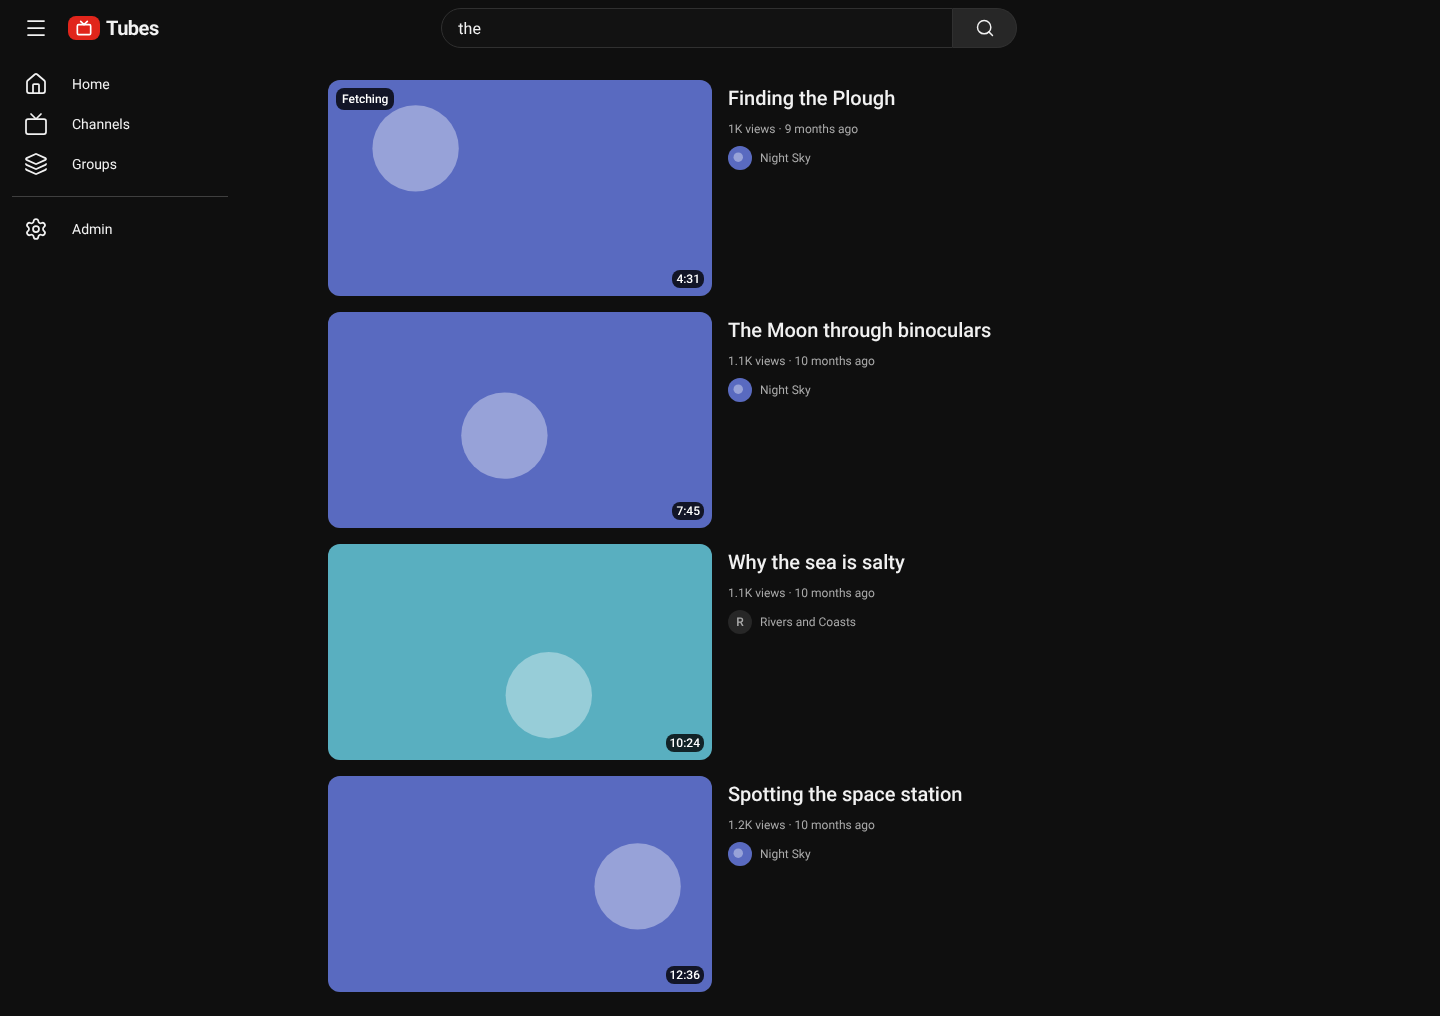 Tubes
the
Home
Channels
Groups
Admin
Fetching
4:31
Finding the Plough
1K views · 9 months ago
Night Sky
7:45
The Moon through binoculars
1.1K views · 10 months ago
Night Sky
10:24
Why the sea is salty
1.1K views · 10 months ago
R
Rivers and Coasts
12:36
Spotting the space station
1.2K views · 10 months ago
Night Sky